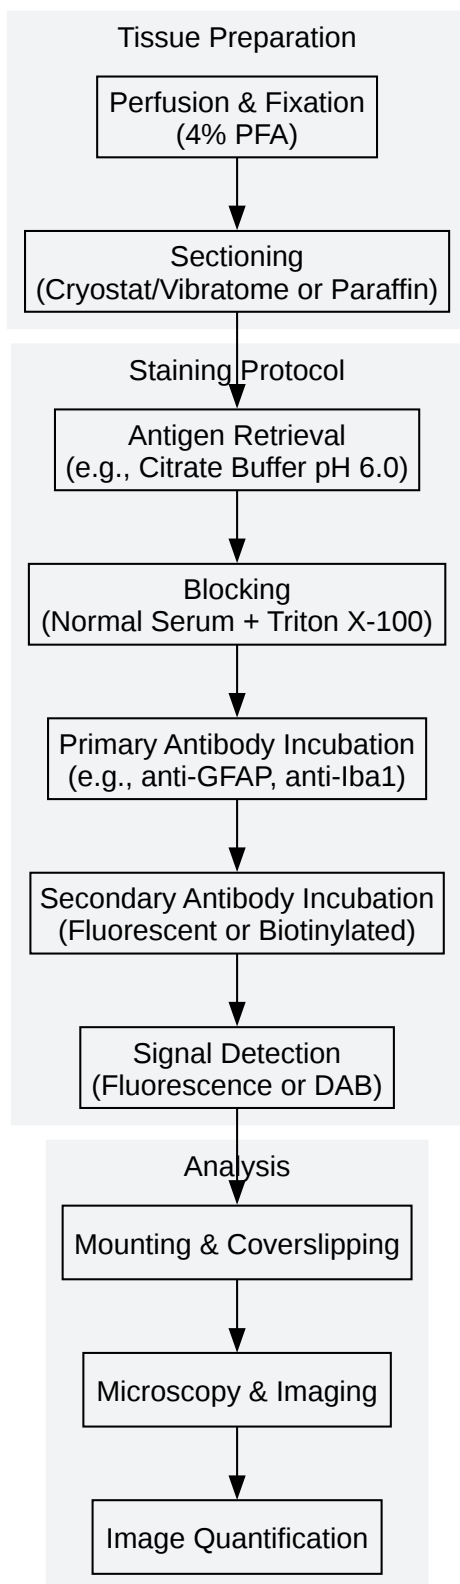 Tissue Preparation
Perfusion & Fixation
(4% PFA)
Sectioning
(Cryostat/Vibratome or Paraffin)
Staining Protocol
Antigen Retrieval
(e.g., Citrate Buffer pH 6.0)
Blocking
(Normal Serum + Triton X-100)
Primary Antibody Incubation
(e.g., anti-GFAP, anti-Iba1)
Secondary Antibody Incubation
(Fluorescent or Biotinylated)
Signal Detection
(Fluorescence or DAB)
Analysis
Mounting & Coverslipping
Microscopy & Imaging
Image Quantification